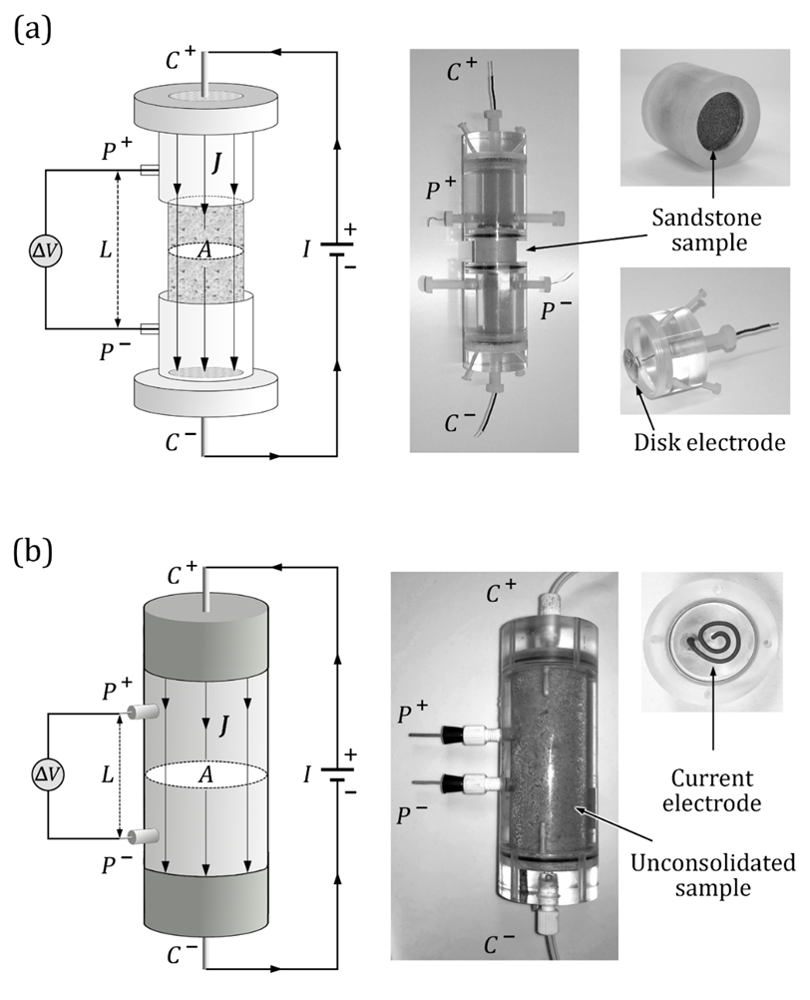 (a)
C⁺
P⁺
J
ΔV
L
A
I
+
−
P⁻
C⁻
C⁺
P⁺
P⁻
C⁻
Sandstone
sample
Disk electrode
(b)
C⁺
P⁺
J
ΔV
L
A
I
+
−
P⁻
C⁻
C⁺
P⁺
P⁻
C⁻
Current
electrode
Unconsolidated
sample